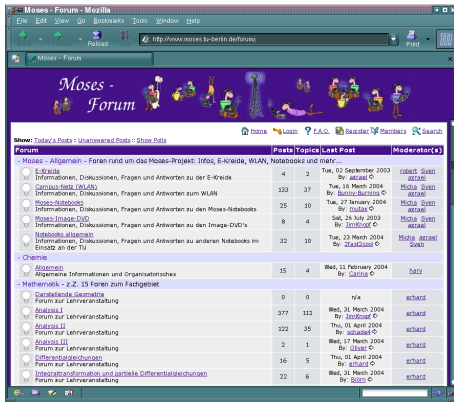 Moses - Forum - Mozilla
File Edit View Go Bookmarks Tools Window Help
Reload http://www.moses.tu-berlin.de/forum/ Print
Moses - Forum
Moses -
Forum
Home Login F.A.Q. Register Members Search
Show: Today's Posts :: Unanswered Posts :: Show Polls
Forum Posts Topics Last Post Moderator(s)
- Moses - Allgemein - Foren rund um das Moses-Projekt: Infos, E-Kreide, WLAN, Notebooks und mehr...
E-Kreide
Informationen, Diskussionen, Fragen und Antworten zu der E-Kreide
4 2 Tue, 02 September 2003
By: azrael
robert Sven
azrael
Campus-Netz (WLAN)
Informationen, Diskussionen, Fragen und Antworten zum WLAN
133 37 Tue, 16 March 2004
By: Bunny-Burning
Micha Sven
azrael
Moses-Notebooks
Informationen, Diskussionen, Fragen und Antworten zu den Moses-Notebooks
25 10 Tue, 27 January 2004
By: mutax
Micha Sven
azrael
Moses-Image-DVD
Informationen, Diskussionen, Fragen und Antworten zu den Image-DVD's
8 4 Sat, 26 July 2003
By: JimKnopf
Micha Sven
azrael
Notebooks allgemein
Informationen, Diskussionen, Fragen und Antworten zu anderen Notebooks im
Einsatz an der TU
32 10 Tue, 23 March 2004
By: 2fast2cool
Micha azrael
Sven
- Chemie
Allgemein
Allgemeine Informationen und Organisatorisches
15 4 Wed, 11 February 2004
By: Carina
harv
- Mathematik - z.Z. 15 Foren zum Fachgebiet
Darstellende Geometrie
Forum zur Lehrveranstaltung
0 0 n/a erhard
Analysis I
Forum zur Lehrveranstaltung
377 112 Wed, 31 March 2004
By: JimKnopf
erhard
Analysis II
Forum zur Lehrveranstaltung
122 35 Thu, 01 April 2004
By: schade4
erhard
Analysis III
Forum zur Lehrveranstaltung
2 1 Wed, 17 March 2004
By: Oliver
erhard
Differentialgleichungen
Forum zur Lehrveranstaltung
16 5 Thu, 01 April 2004
By: erhard
erhard
Integraltransformation und partielle Differentialgleichungen
Forum zur Lehrveranstaltung
22 6 Wed, 31 March 2004
By: Björn
erhard